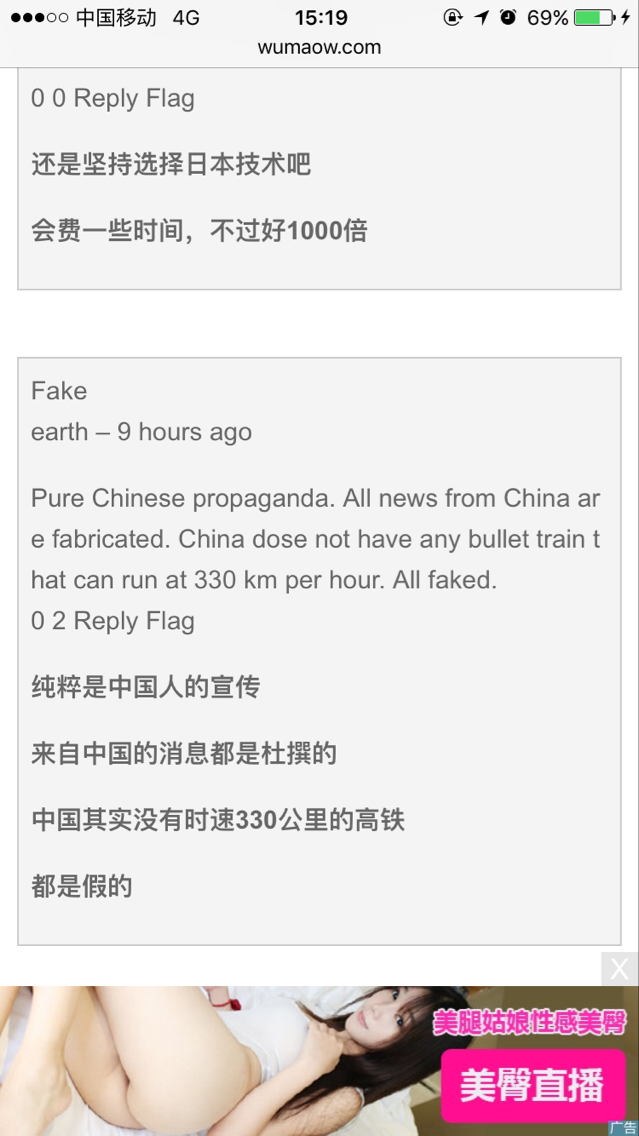 中国移动 4G 15:19 69%
wumaow.com
0 0 Reply Flag
还是坚持选择日本技术吧
会费一些时间，不过好1000倍
Fake
earth – 9 hours ago
Pure Chinese propaganda. All news from China ar
e fabricated. China dose not have any bullet train t
hat can run at 330 km per hour. All faked.
0 2 Reply Flag
纯粹是中国人的宣传
来自中国的消息都是杜撰的
中国其实没有时速330公里的高铁
都是假的
X
美腿姑娘性感美臀
美臀直播
广告